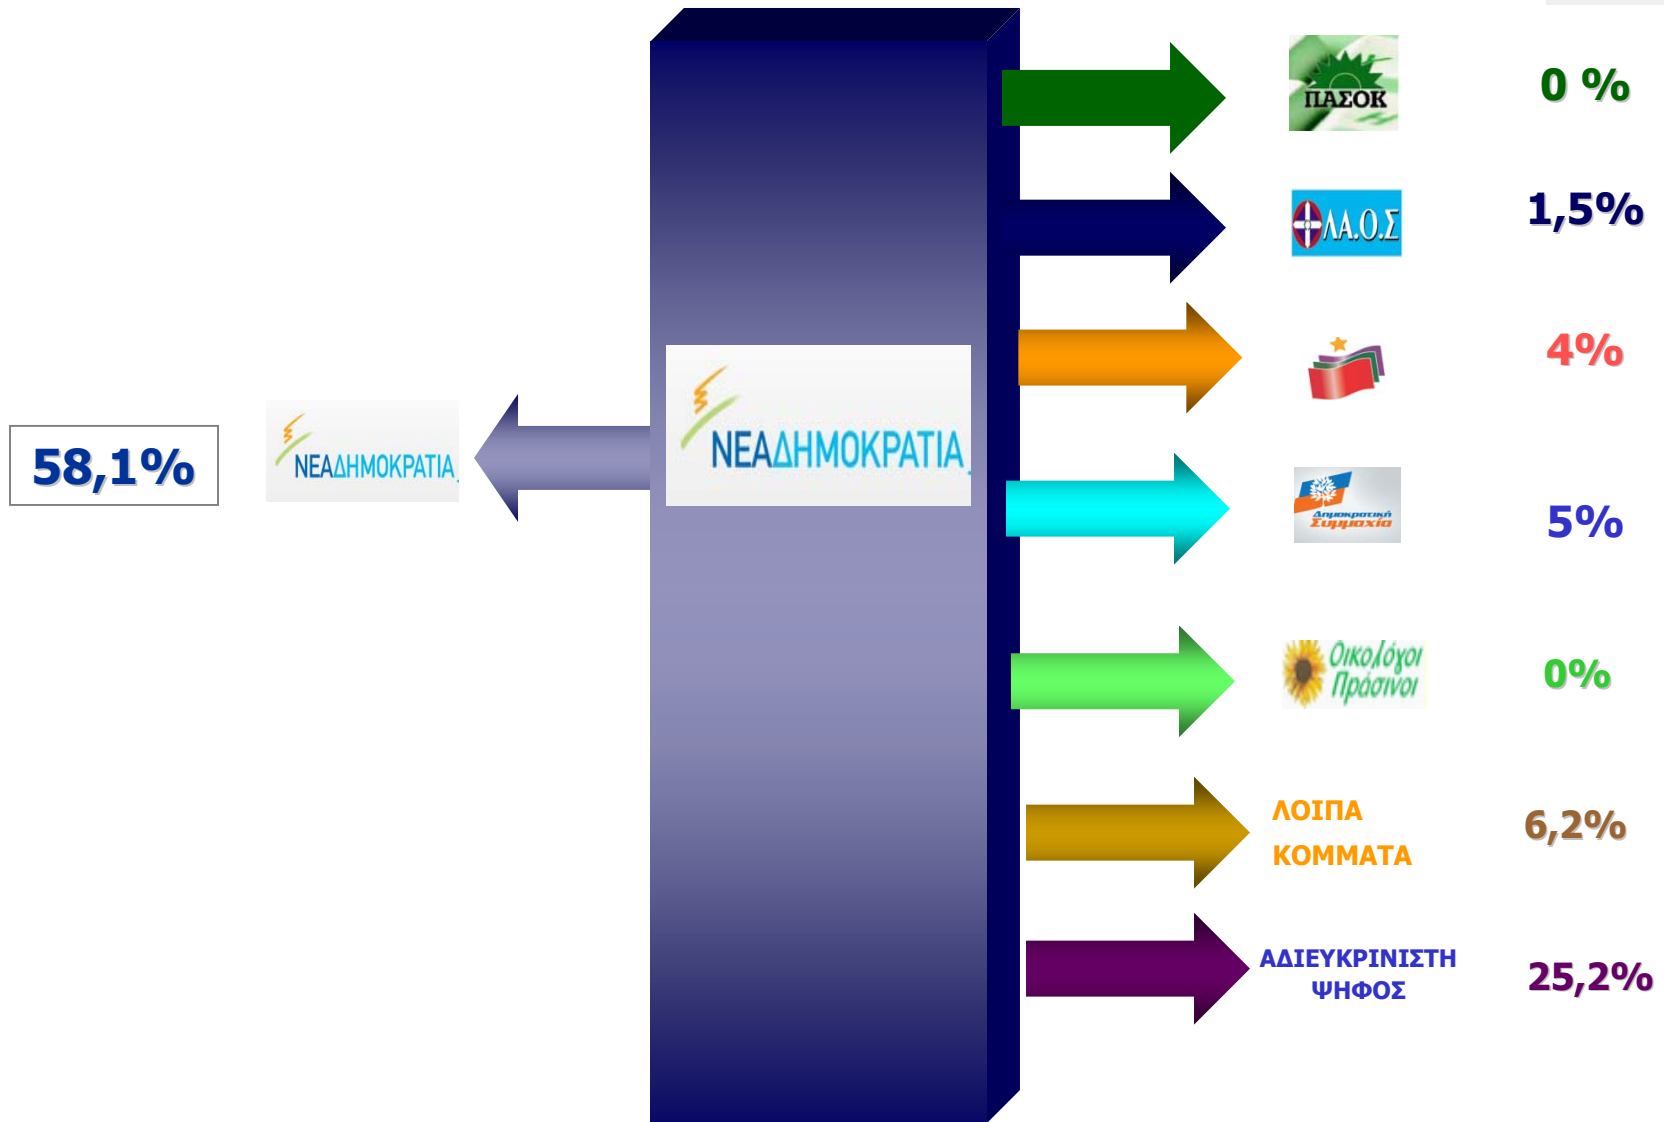 ΠΑΣΟΚ
0 %
ΛΑ.Ο.Σ
1,5%
4%
58,1%
ΝΕΑΔΗΜΟΚΡΑΤΙΑ
ΝΕΑΔΗΜΟΚΡΑΤΙΑ
Δημοκρατική
Συμμαχία
5%
Οικολόγοι
Πράσινοι
0%
ΛΟΙΠΑ
ΚΟΜΜΑΤΑ
6,2%
ΑΔΙΕΥΚΡΙΝΙΣΤΗ
ΨΗΦΟΣ
25,2%